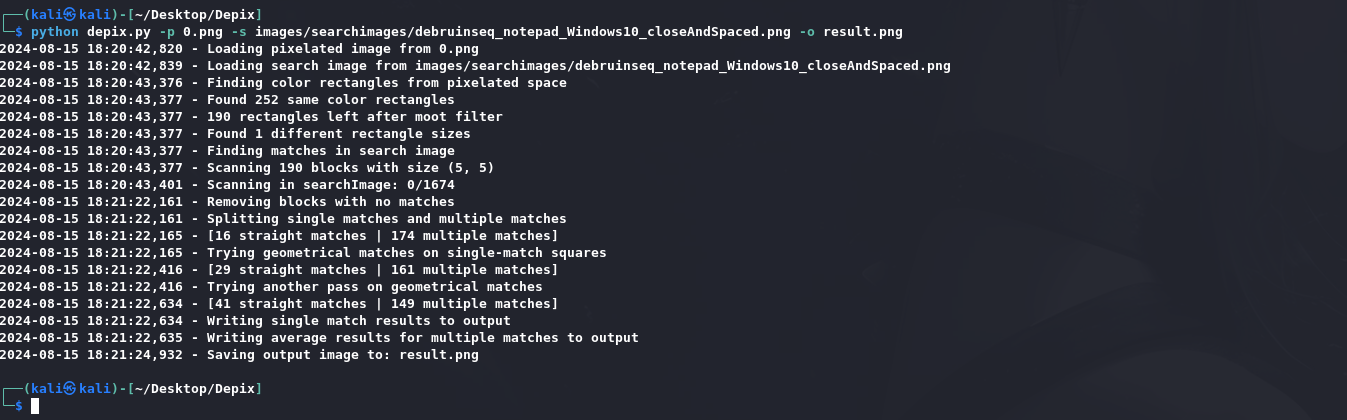 ┌──(kali㉿kali)-[~/Desktop/Depix]
└─$ python depix.py -p 0.png -s images/searchimages/debruinseq_notepad_Windows10_closeAndSpaced.png -o result.png
2024-08-15 18:20:42,820 - Loading pixelated image from 0.png
2024-08-15 18:20:42,839 - Loading search image from images/searchimages/debruinseq_notepad_Windows10_closeAndSpaced.png
2024-08-15 18:20:43,376 - Finding color rectangles from pixelated space
2024-08-15 18:20:43,377 - Found 252 same color rectangles
2024-08-15 18:20:43,377 - 190 rectangles left after moot filter
2024-08-15 18:20:43,377 - Found 1 different rectangle sizes
2024-08-15 18:20:43,377 - Finding matches in search image
2024-08-15 18:20:43,377 - Scanning 190 blocks with size (5, 5)
2024-08-15 18:20:43,401 - Scanning in searchImage: 0/1674
2024-08-15 18:21:22,161 - Removing blocks with no matches
2024-08-15 18:21:22,161 - Splitting single matches and multiple matches
2024-08-15 18:21:22,165 - [16 straight matches | 174 multiple matches]
2024-08-15 18:21:22,165 - Trying geometrical matches on single-match squares
2024-08-15 18:21:22,416 - [29 straight matches | 161 multiple matches]
2024-08-15 18:21:22,416 - Trying another pass on geometrical matches
2024-08-15 18:21:22,634 - [41 straight matches | 149 multiple matches]
2024-08-15 18:21:22,634 - Writing single match results to output
2024-08-15 18:21:22,635 - Writing average results for multiple matches to output
2024-08-15 18:21:24,932 - Saving output image to: result.png
┌──(kali㉿kali)-[~/Desktop/Depix]
└─$